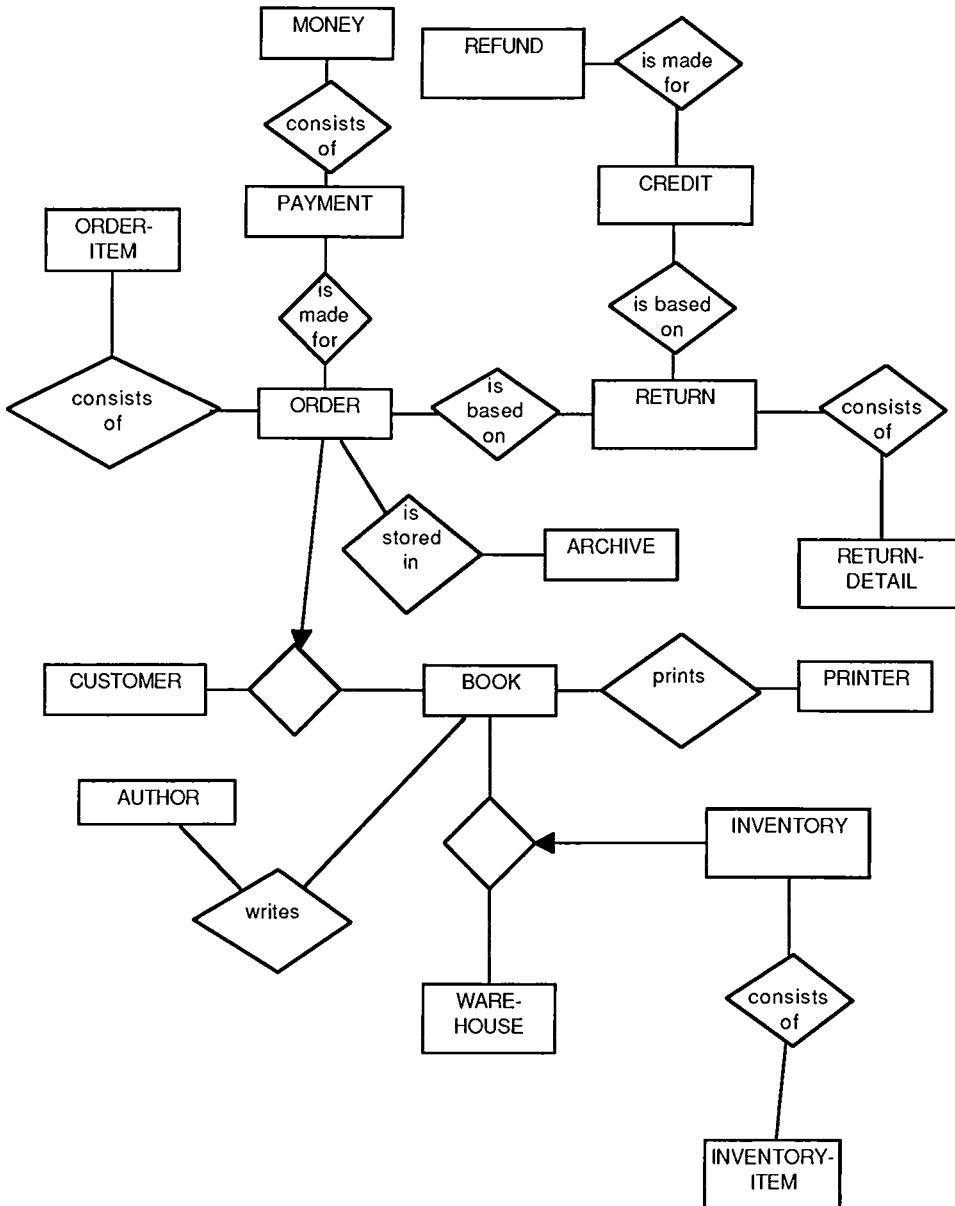 MONEY
REFUND
is made
for
consists
of
PAYMENT
CREDIT
ORDER-
ITEM
is
made
for
is based
on
consists
of
ORDER
is
based
on
RETURN
consists
of
is
stored
in
ARCHIVE
RETURN-
DETAIL
CUSTOMER
BOOK
prints
PRINTER
AUTHOR
INVENTORY
writes
WARE-
HOUSE
consists
of
INVENTORY-
ITEM